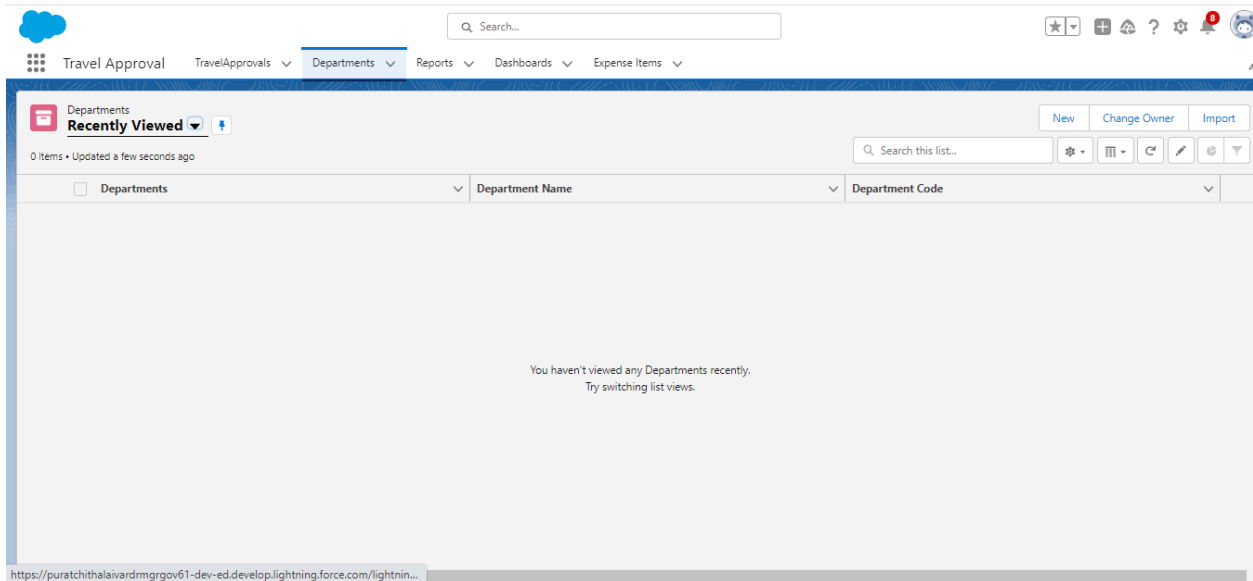 Search...
8
Travel Approval TravelApprovals Departments Reports Dashboards Expense Items
Departments
Recently Viewed
New Change Owner Import
0 Items • Updated a few seconds ago
Search this list...
Departments Department Name Department Code
You haven't viewed any Departments recently.
Try switching list views.
https://puratchithalaivardrmgrgov61-dev-ed.develop.lightning.force.com/lightnin...